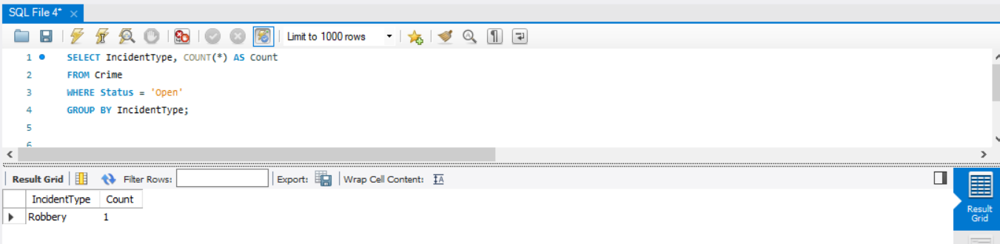 SQL File 4*
Limit to 1000 rows
1 SELECT IncidentType, COUNT(*) AS Count
2 FROM Crime
3 WHERE Status = 'Open'
4 GROUP BY IncidentType;
5
6
Result Grid Filter Rows: Export: Wrap Cell Content:
IncidentType Count
Robbery 1
Result
Grid